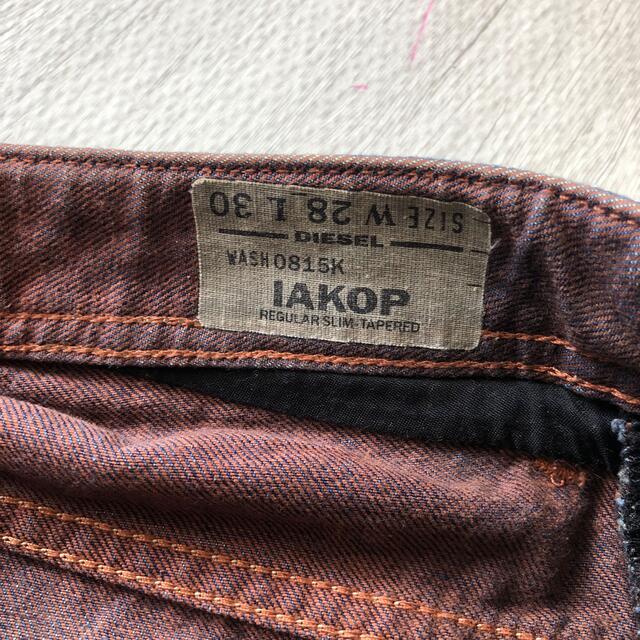 SIZE W 28 L 30
DIESEL
WASH 0815K
IAKOP
REGULAR SLIM-TAPERED